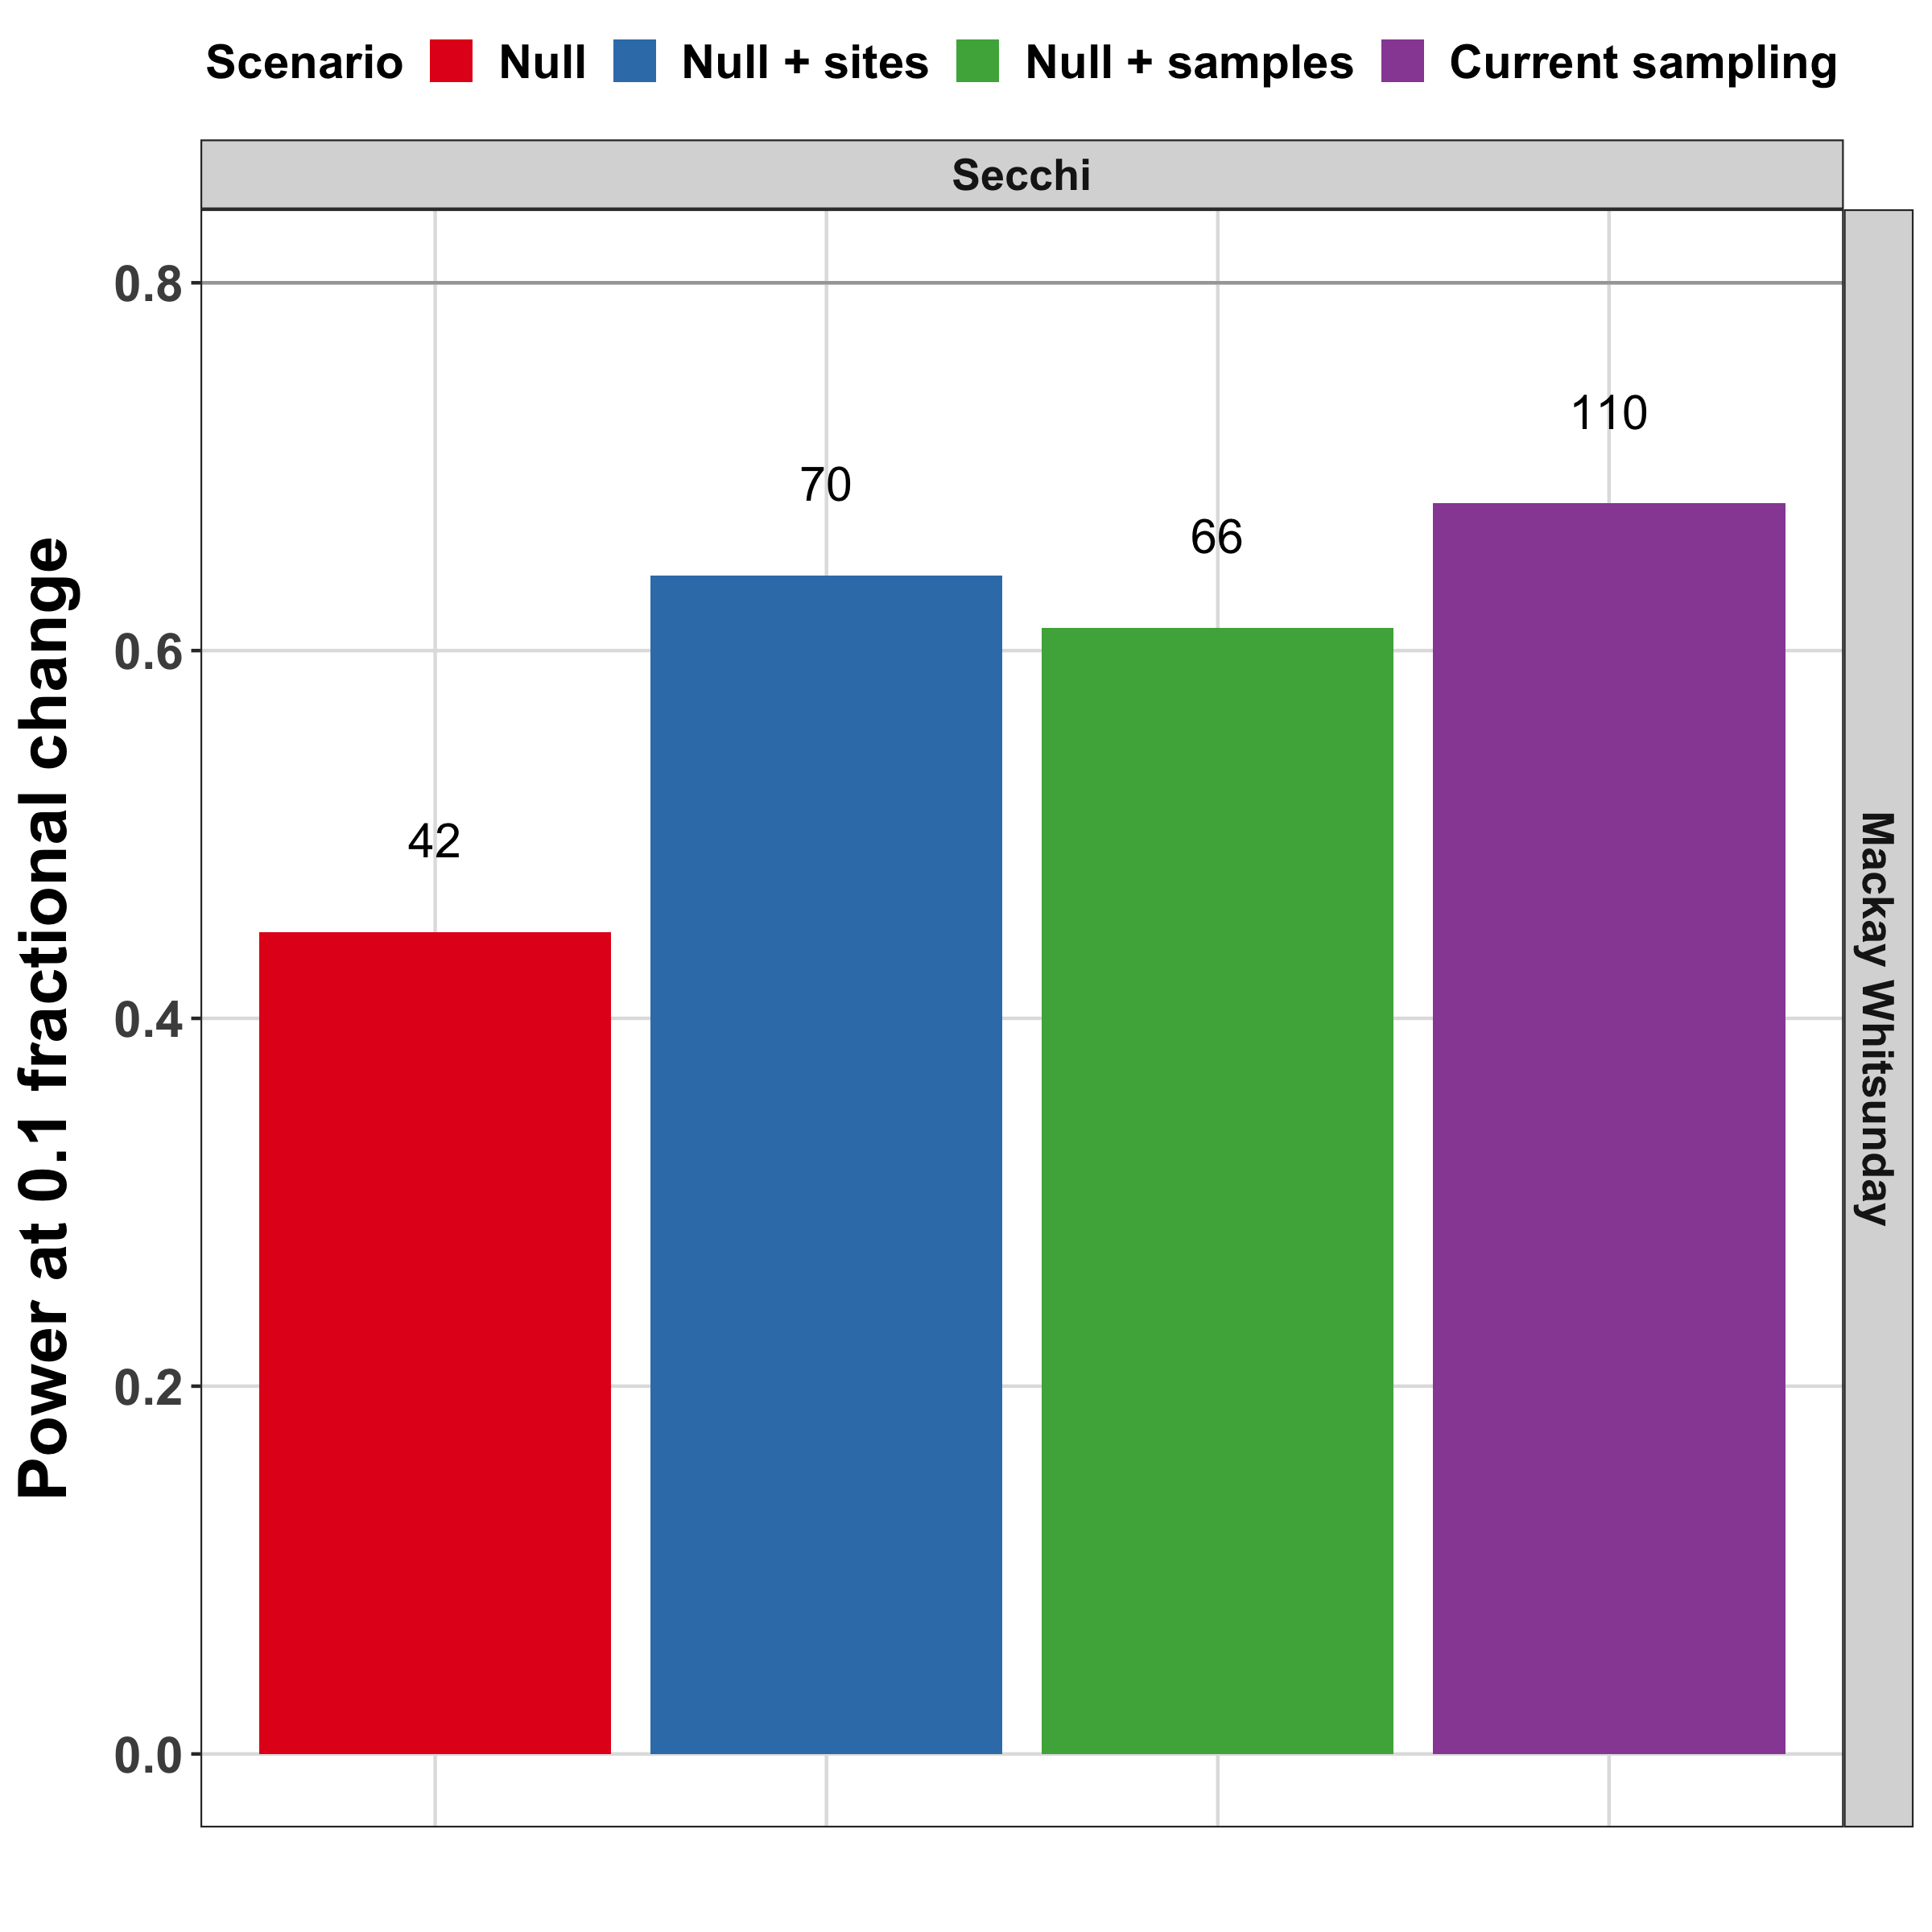 Scenario Null Null + sites Null + samples Current sampling
Secchi
Mackay Whitsunday
Power at 0.1 fractional change
0.8
0.6
0.4
0.2
0.0
42
70
66
110